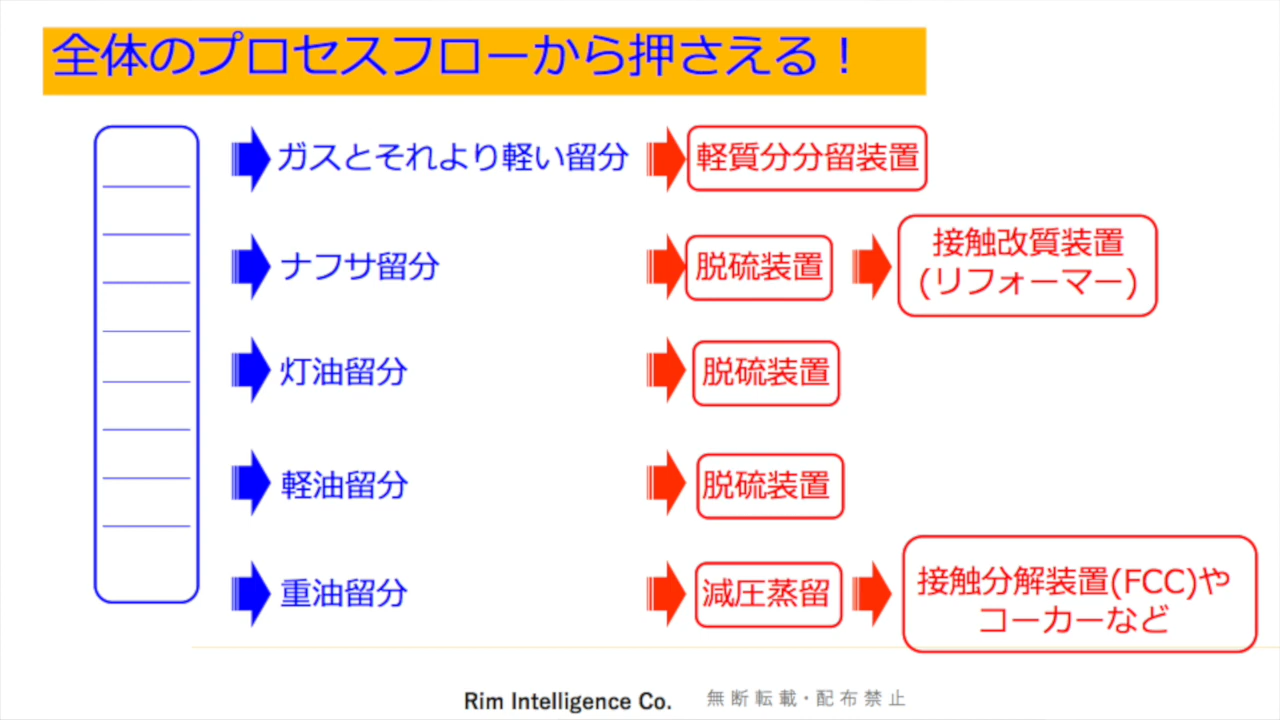 全体のプロセスフローから押さえる！
ガスとそれより軽い留分
軽質分分留装置
ナフサ留分
脱硫装置
接触改質装置
(リフォーマー)
灯油留分
脱硫装置
軽油留分
脱硫装置
重油留分
減圧蒸留
接触分解装置(FCC)や
コーカーなど
Rim Intelligence Co.
無断転載・配布禁止